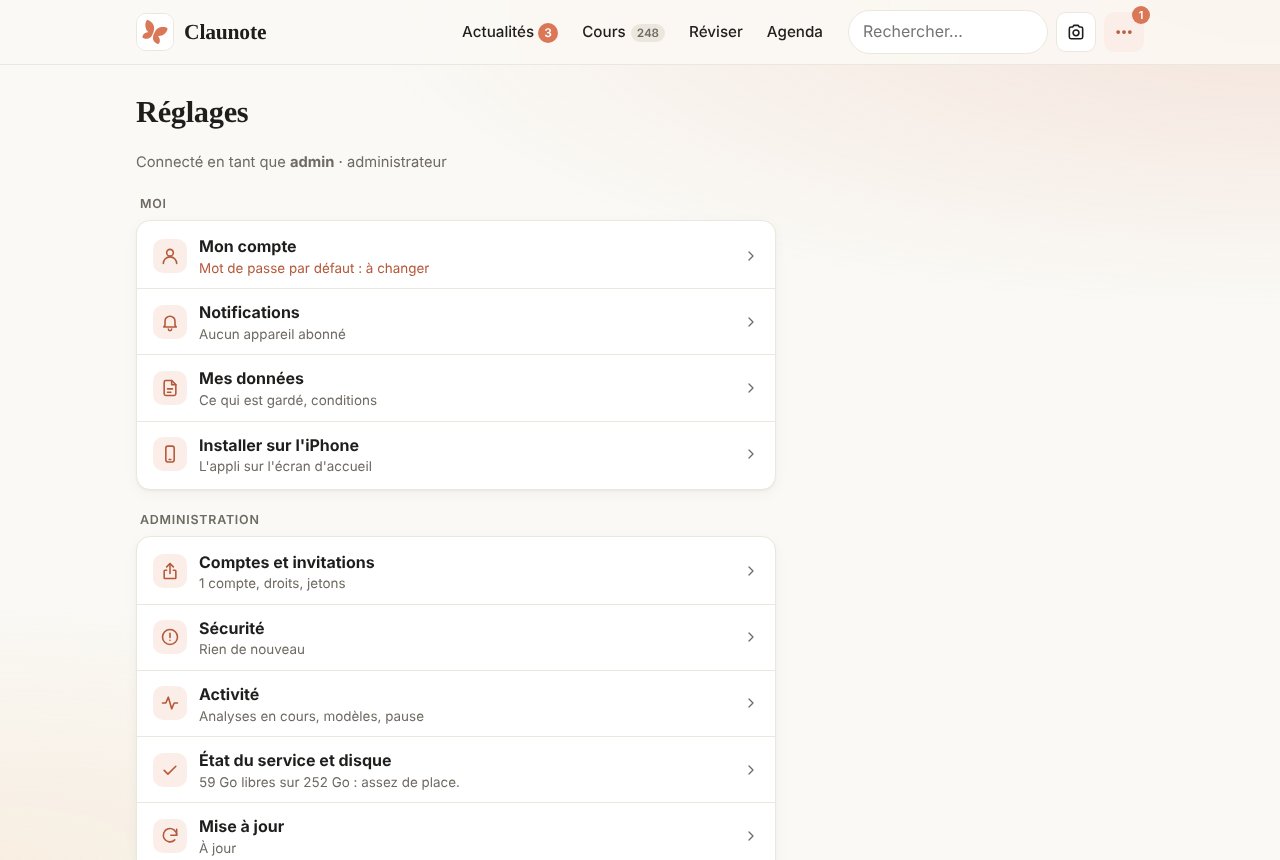 Claunote
Actualités 3
Cours 248
Réviser
Agenda
Rechercher...
1
Réglages
Connecté en tant que admin · administrateur
MOI
Mon compte
Mot de passe par défaut : à changer
Notifications
Aucun appareil abonné
Mes données
Ce qui est gardé, conditions
Installer sur l'iPhone
L'appli sur l'écran d'accueil
ADMINISTRATION
Comptes et invitations
1 compte, droits, jetons
Sécurité
Rien de nouveau
Activité
Analyses en cours, modèles, pause
État du service et disque
59 Go libres sur 252 Go : assez de place.
Mise à jour
À jour